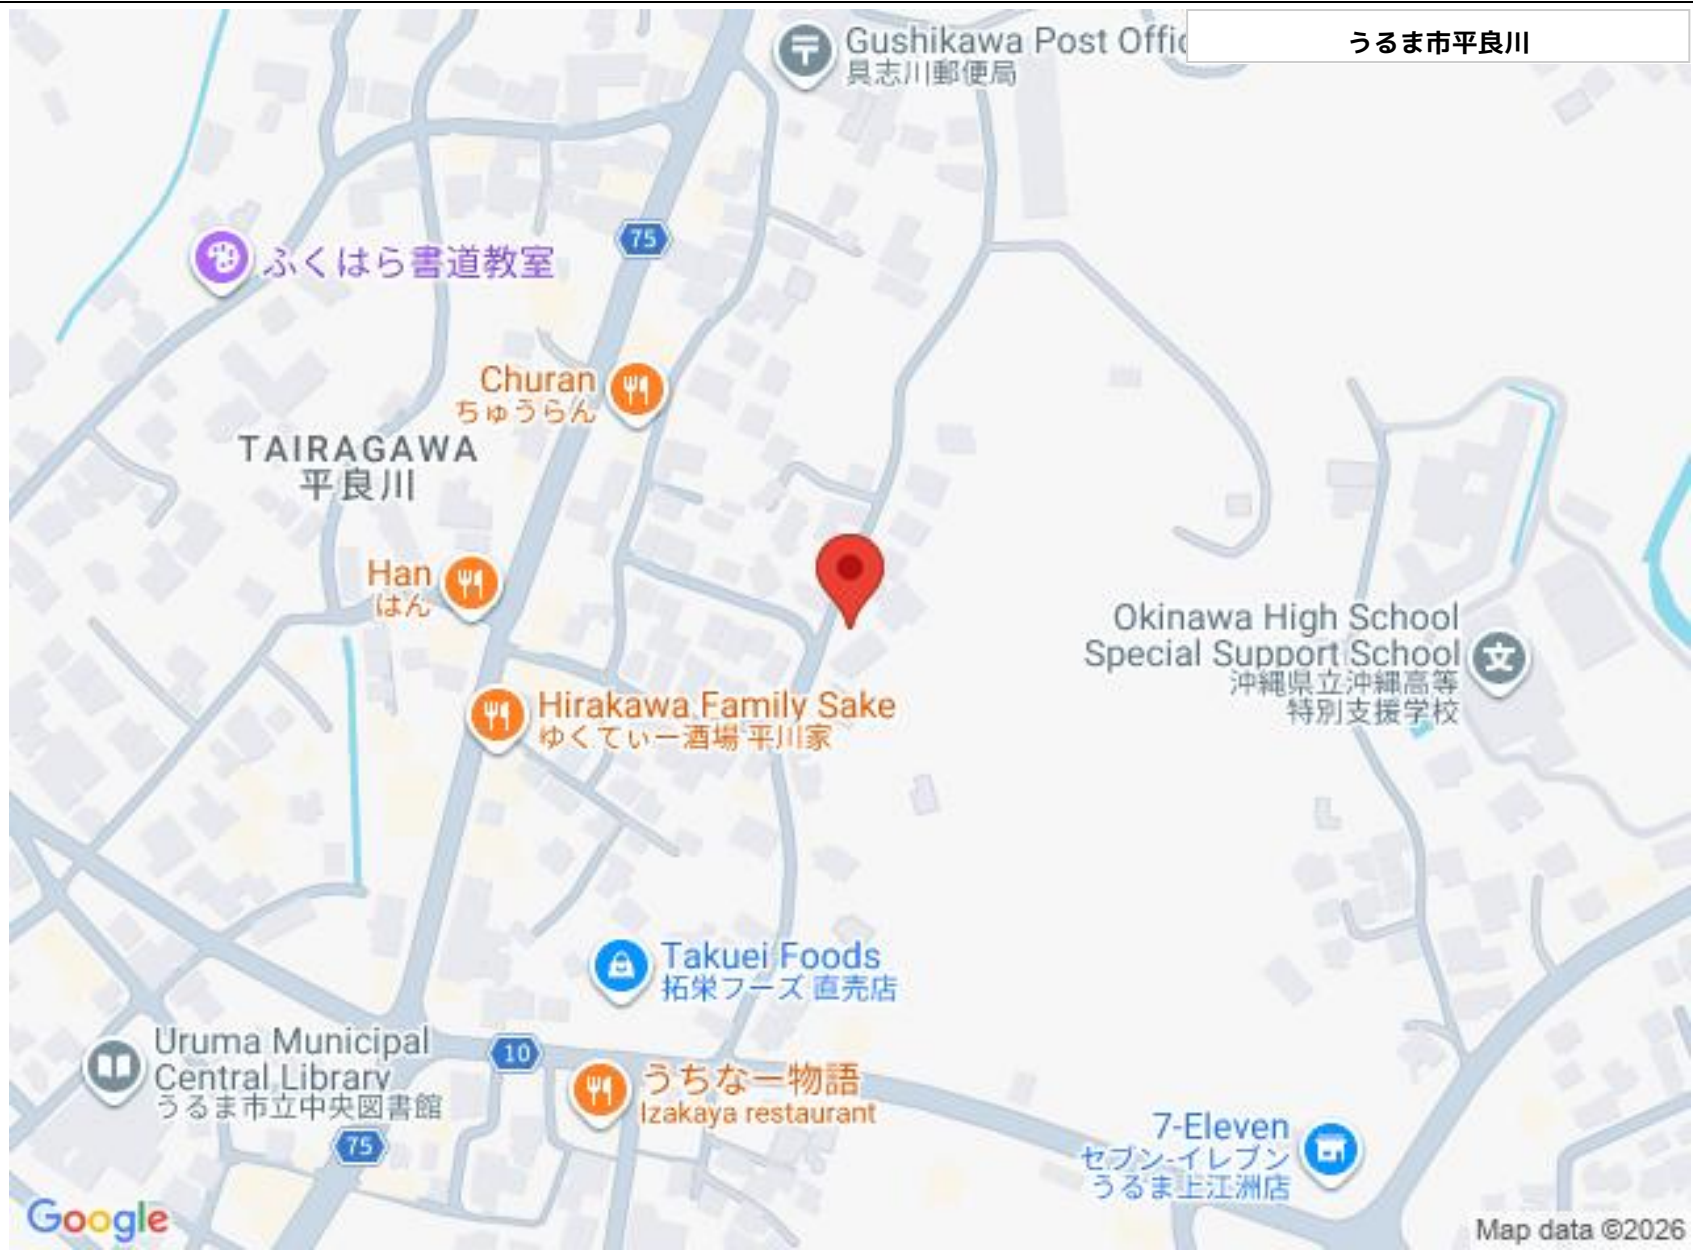 Gushikawa Post Offic
具志川郵便局
うるま市平良川
75
ふくはら書道教室
Churan
ちゅうらん
TAIRAGAWA
平良川
Han
はん
Okinawa High School
Special Support School
沖縄県立沖縄高等
特別支援学校
Hirakawa Family Sake
ゆくてぃー酒場 平川家
Takuei Foods
拓栄フーズ 直売店
Uruma Municipal
Central Library
うるま市立中央図書館
10
うちなー物語
Izakaya restaurant
75
7-Eleven
セブン-イレブン
うるま上江洲店
Google
Map data ©2026